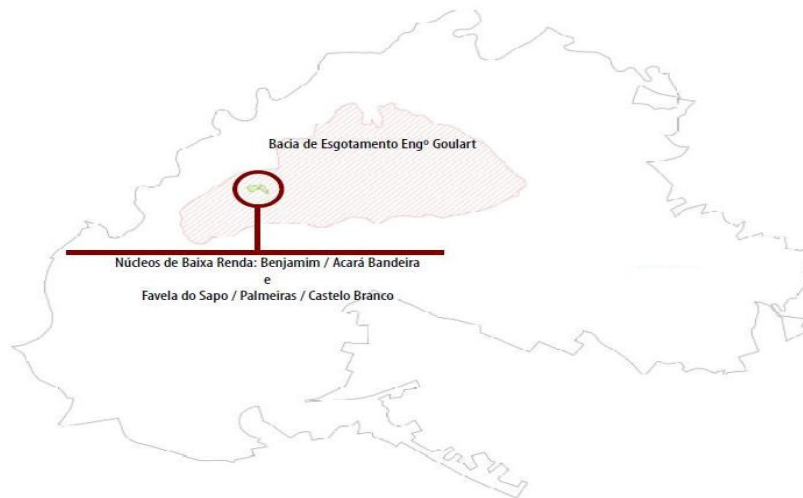 Bacia de Esgotamento Engº Goulart
Núcleos de Baixa Renda: Benjamim / Acará Bandeira
e
Favela do Sapo / Palmeiras / Castelo Branco